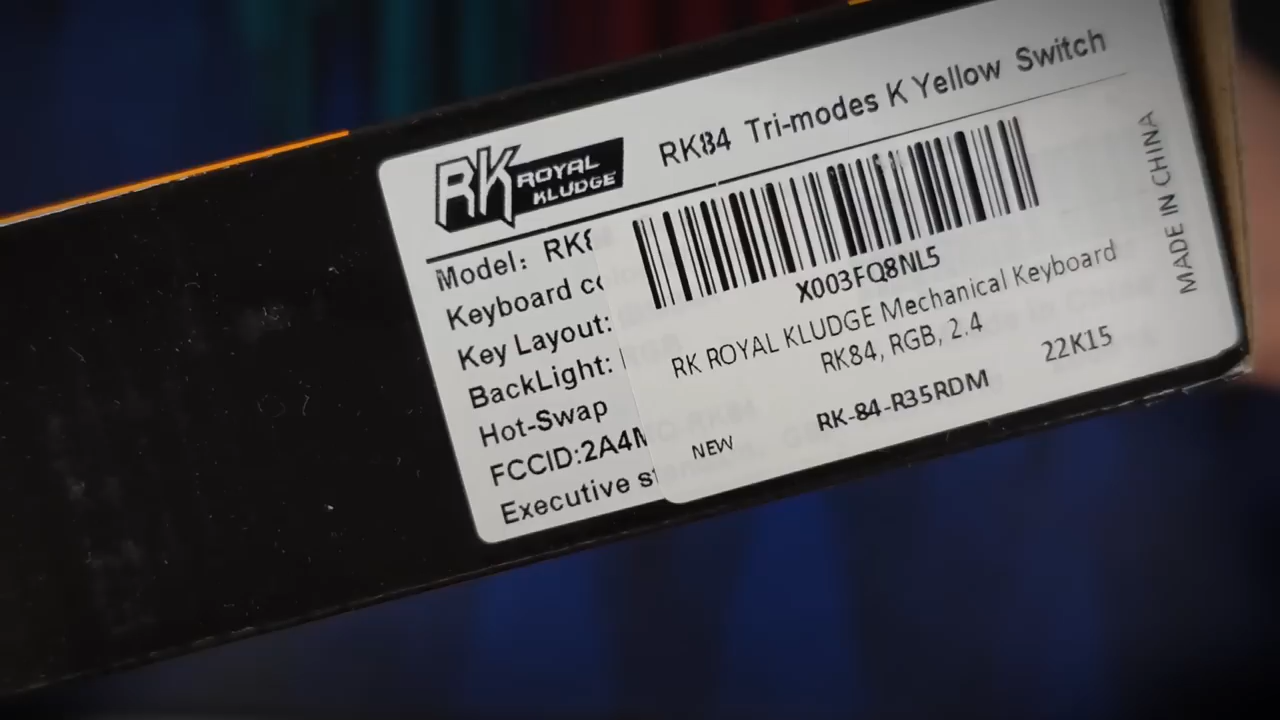 RK ROYAL KLUDGE
RK84 Tri-modes K Yellow Switch
Model: RK8
Keyboard co
Key Layout:
BackLight:
Hot-Swap
FCCID:2A4M
Executive st
X003FQ8NL5
RK ROYAL KLUDGE Mechanical Keyboard
RK84, RGB, 2.4
22K15
RK-84-R35RDM
NEW
MADE IN CHINA